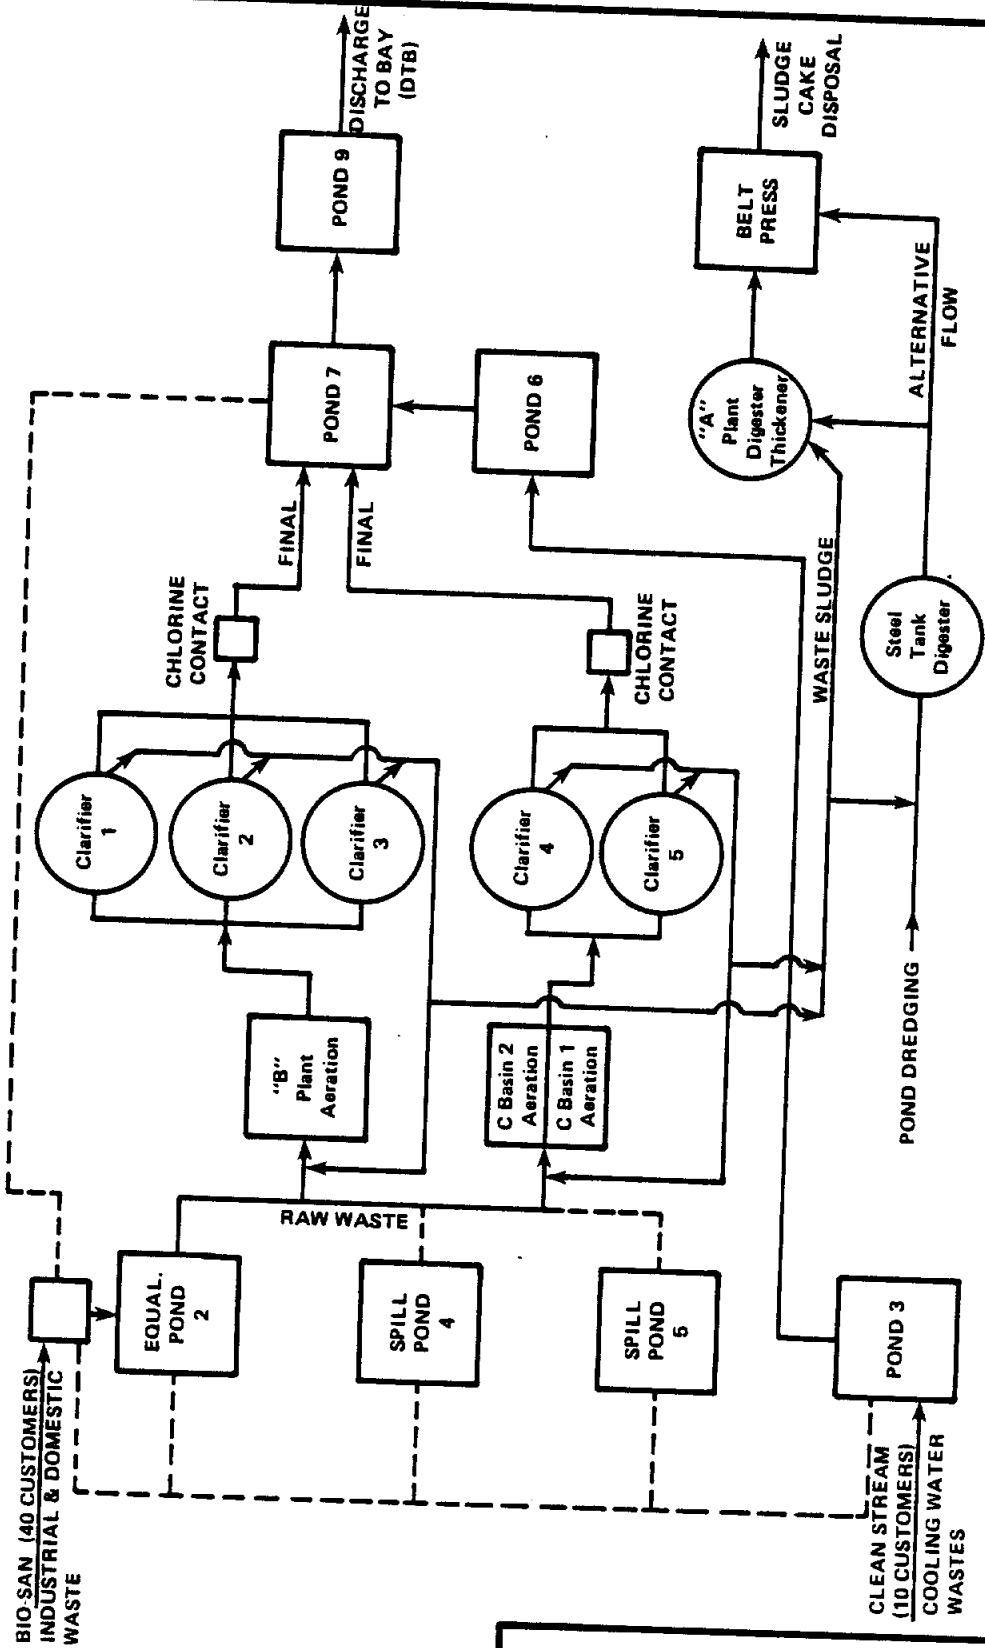 BIO-SAN (40 CUSTOMERS)
INDUSTRIAL & DOMESTIC
WASTE
EQUAL.
POND
2
SPILL
POND
4
SPILL
POND
5
CLEAN STREAM
(10 CUSTOMERS)
COOLING WATER
WASTES
POND 3
RAW WASTE
"B"
Plant
Aeration
C Basin 2
Aeration
C Basin 1
Aeration
POND DREDGING
Clarifier
1
Clarifier
2
Clarifier
3
Clarifier
4
Clarifier
5
CHLORINE
CONTACT
CHLORINE
CONTACT
WASTE SLUDGE
Steel
Tank
Digester
FINAL
FINAL
POND 7
POND 6
"A"
Plant
Digester
Thickener
ALTERNATIVE
FLOW
POND 9
BELT
PRESS
DISCHARGE
TO BAY
(DTB)
SLUDGE
CAKE
DISPOSAL